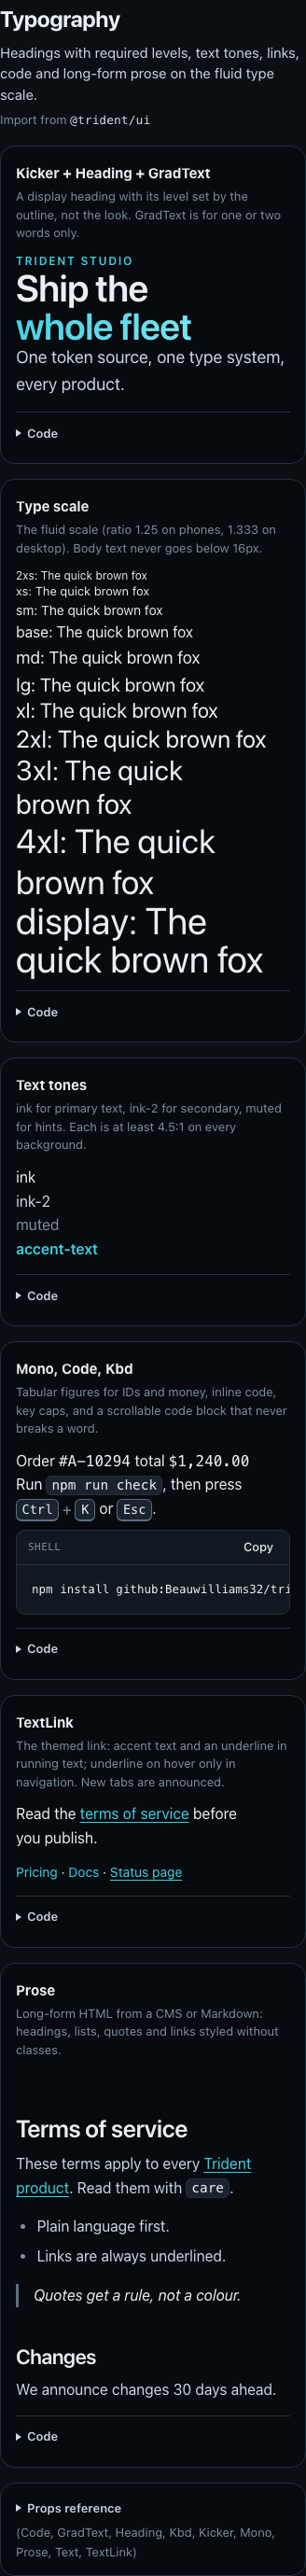 Typography
Headings with required levels, text tones, links,
code and long-form prose on the fluid type
scale.
Import from @trident/ui
Kicker + Heading + GradText
A display heading with its level set by the
outline, not the look. GradText is for one or two
words only.
TRIDENT STUDIO
Ship the
whole fleet
One token source, one type system,
every product.
Code
Type scale
The fluid scale (ratio 1.25 on phones, 1.333 on
desktop). Body text never goes below 16px.
2xs: The quick brown fox
xs: The quick brown fox
sm: The quick brown fox
base: The quick brown fox
md: The quick brown fox
lg: The quick brown fox
xl: The quick brown fox
2xl: The quick brown fox
3xl: The quick
brown fox
4xl: The quick
brown fox
display: The
quick brown fox
Code
Text tones
ink for primary text, ink-2 for secondary, muted
for hints. Each is at least 4.5:1 on every
background.
ink
ink-2
muted
accent-text
Code
Mono, Code, Kbd
Tabular figures for IDs and money, inline code,
key caps, and a scrollable code block that never
breaks a word.
Order #A-10294 total $1,240.00
Run npm run check, then press
Ctrl + K or Esc.
SHELL Copy
npm install github:Beauwilliams32/tri
Code
TextLink
The themed link: accent text and an underline in
running text; underline on hover only in
navigation. New tabs are announced.
Read the terms of service before
you publish.
Pricing · Docs · Status page
Code
Prose
Long-form HTML from a CMS or Markdown:
headings, lists, quotes and links styled without
classes.
Terms of service
These terms apply to every Trident
product. Read them with care.
• Plain language first.
• Links are always underlined.
Quotes get a rule, not a colour.
Changes
We announce changes 30 days ahead.
Code
Props reference
(Code, GradText, Heading, Kbd, Kicker, Mono,
Prose, Text, TextLink)